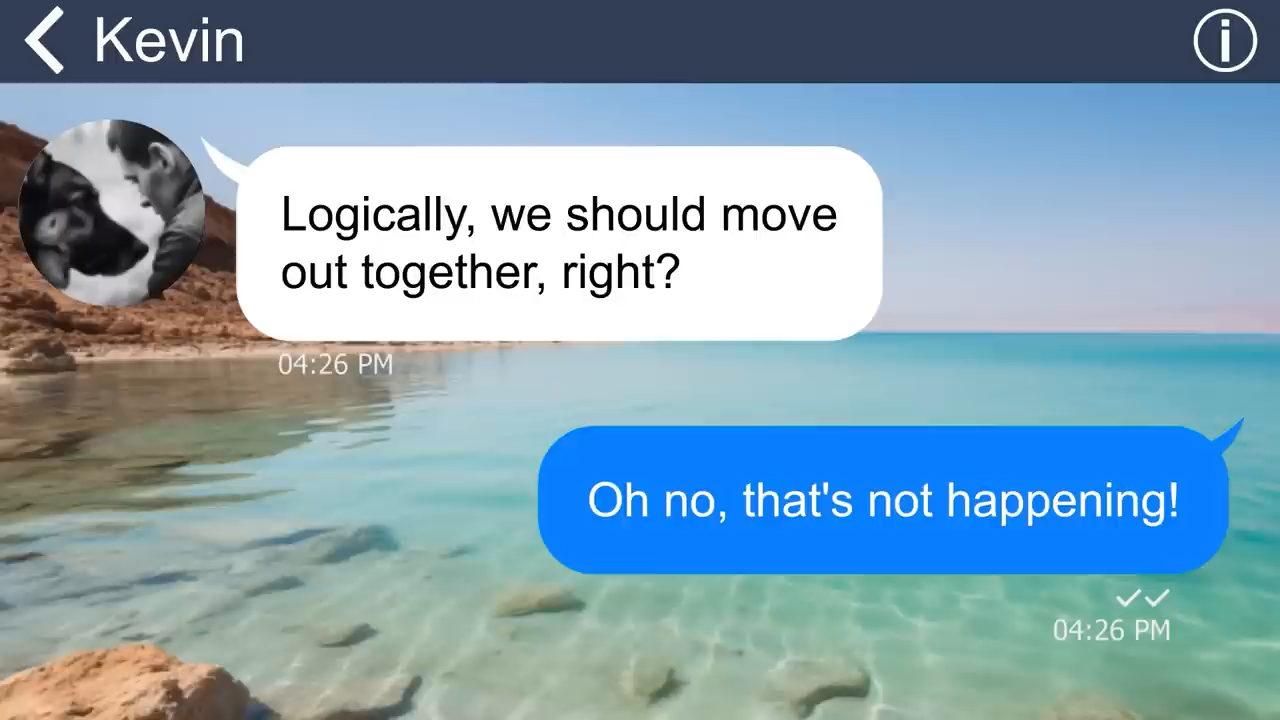 Kevin
Logically, we should move
out together, right?
04:26 PM
Oh no, that's not happening!
04:26 PM